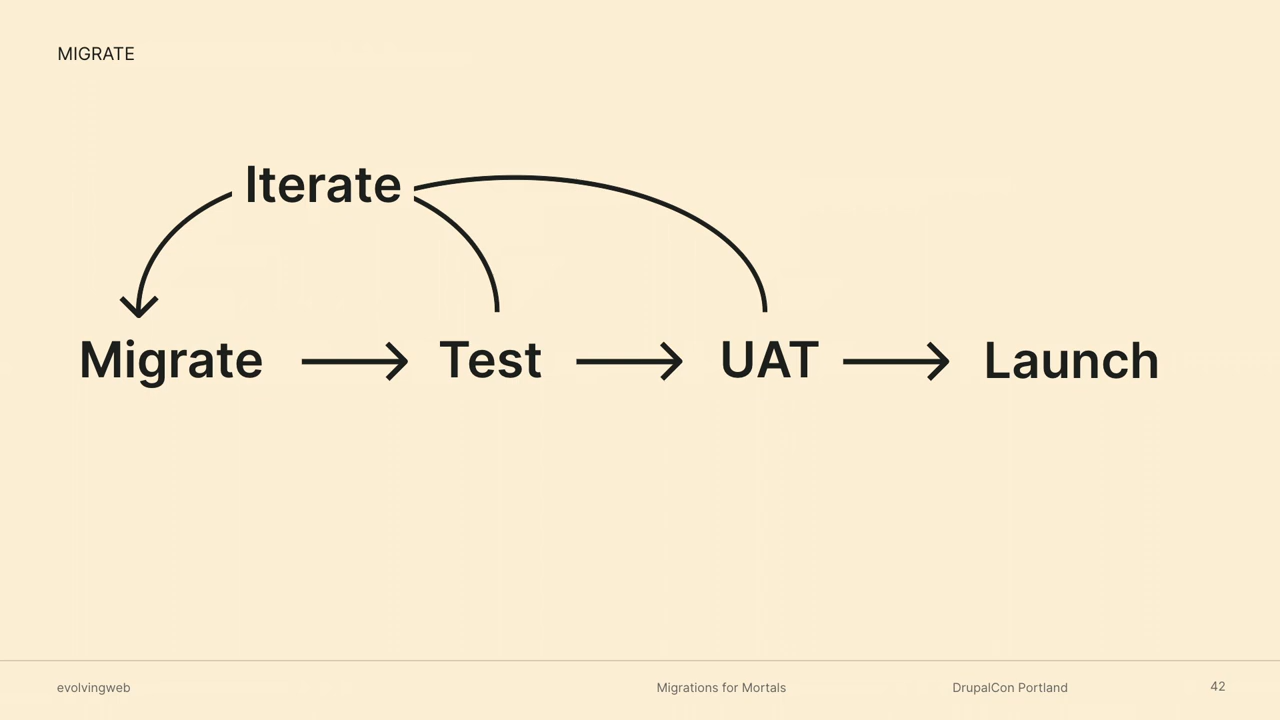 MIGRATE
Iterate
Migrate Test UAT Launch
evolvingweb Migrations for Mortals DrupalCon Portland 42